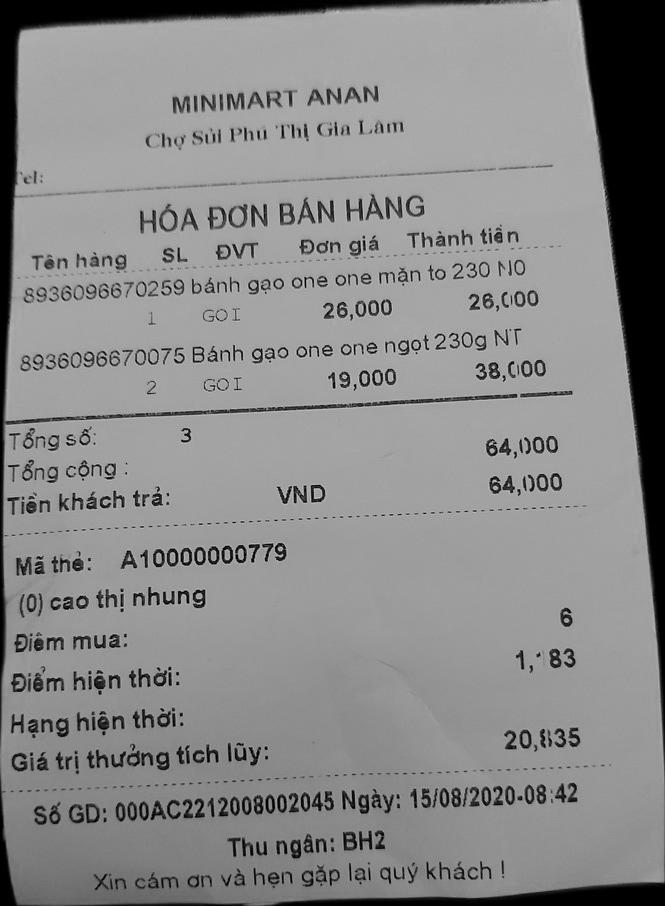 MINIMART ANAN
Chợ Sủi Phú Thị Gia Lâm
Tel:
HÓA ĐƠN BÁN HÀNG
Tên hàng SL ĐVT Đơn giá Thành tiền
8936096670259 bánh gạo one one mặn to 230 N0
1 GOI 26,000 26,000
8936096670075 Bánh gạo one one ngọt 230g NT
2 GOI 19,000 38,000
Tổng số: 3
Tổng cộng : 64,000
Tiền khách trả: VND 64,000
Mã thẻ: A10000000779
(0) cao thị nhung
Điểm mua: 6
Điểm hiện thời:
Hạng hiện thời:
Giá trị thưởng tích lũy: 20,835
Số GD: 000AC2212008002045 Ngày: 15/08/2020-08:42
Thu ngân: BH2
Xin cám ơn và hẹn gặp lại quý khách !